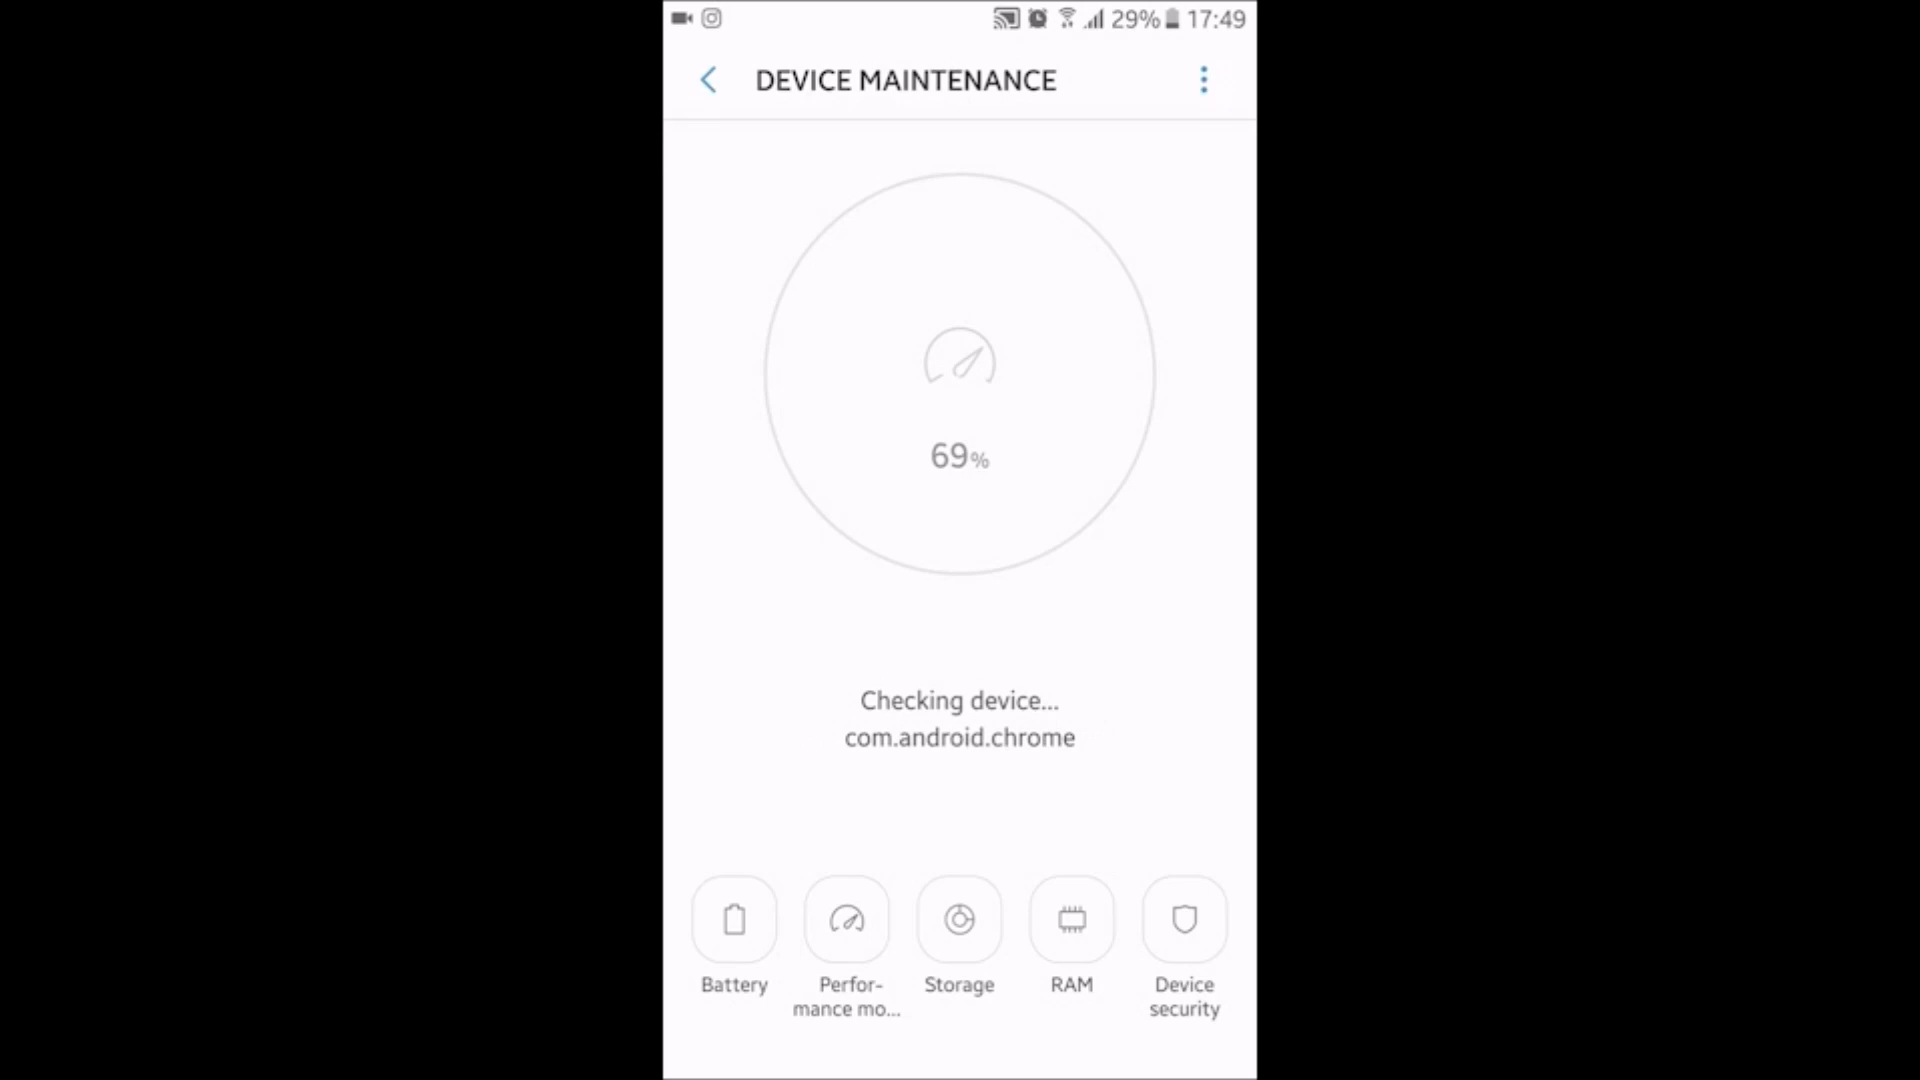 29% 17:49
DEVICE MAINTENANCE
69%
Checking device...
com.android.chrome
Battery
Perfor-
mance mo...
Storage
RAM
Device
security